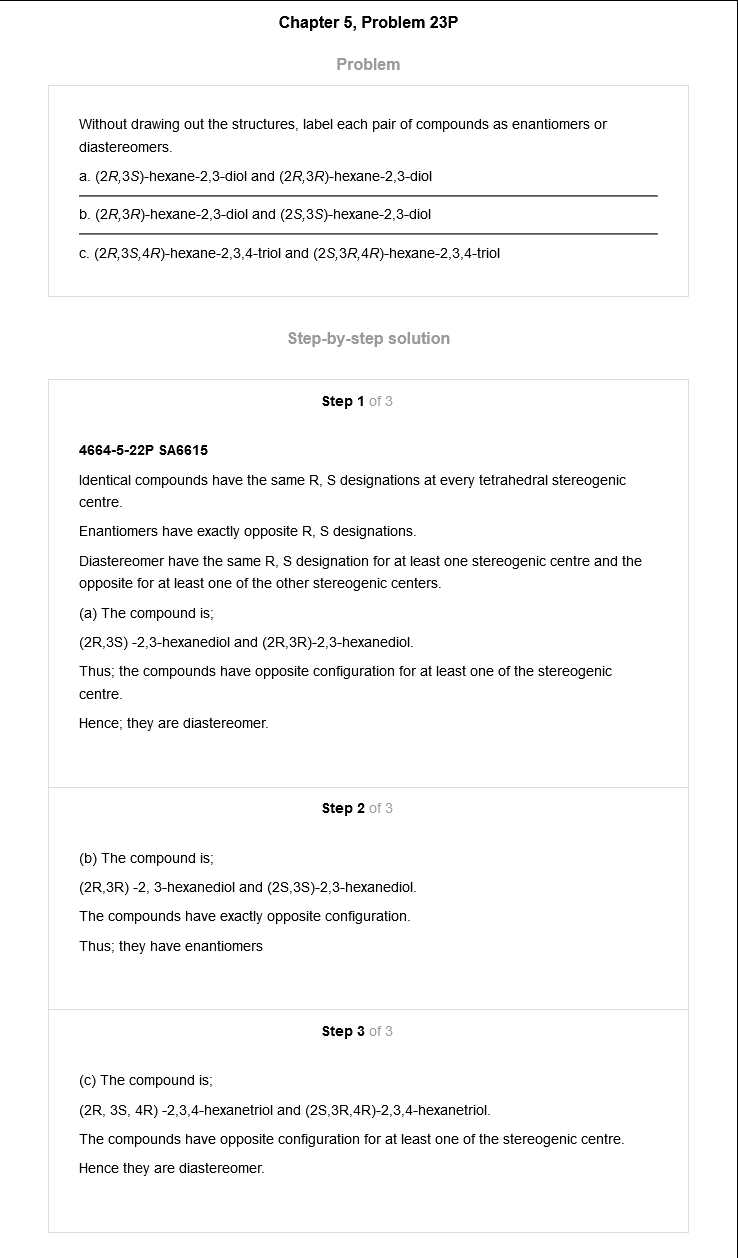 Chapter 5, Problem 23P
Problem
Without drawing out the structures, label each pair of compounds as enantiomers or
diastereomers.
a. (2R,3S)-hexane-2,3-diol and (2R,3R)-hexane-2,3-diol
b. (2R,3R)-hexane-2,3-diol and (2S,3S)-hexane-2,3-diol
c. (2R,3S,4R)-hexane-2,3,4-triol and (2S,3R,4R)-hexane-2,3,4-triol
Step-by-step solution
Step 1 of 3
4664-5-22P SA6615
Identical compounds have the same R, S designations at every tetrahedral stereogenic
centre.
Enantiomers have exactly opposite R, S designations.
Diastereomer have the same R, S designation for at least one stereogenic centre and the
opposite for at least one of the other stereogenic centers.
(a) The compound is;
(2R,3S) -2,3-hexanediol and (2R,3R)-2,3-hexanediol.
Thus; the compounds have opposite configuration for at least one of the stereogenic
centre.
Hence; they are diastereomer.
Step 2 of 3
(b) The compound is;
(2R,3R) -2, 3-hexanediol and (2S,3S)-2,3-hexanediol.
The compounds have exactly opposite configuration.
Thus; they have enantiomers
Step 3 of 3
(c) The compound is;
(2R, 3S, 4R) -2,3,4-hexanetriol and (2S,3R,4R)-2,3,4-hexanetriol.
The compounds have opposite configuration for at least one of the stereogenic centre.
Hence they are diastereomer.